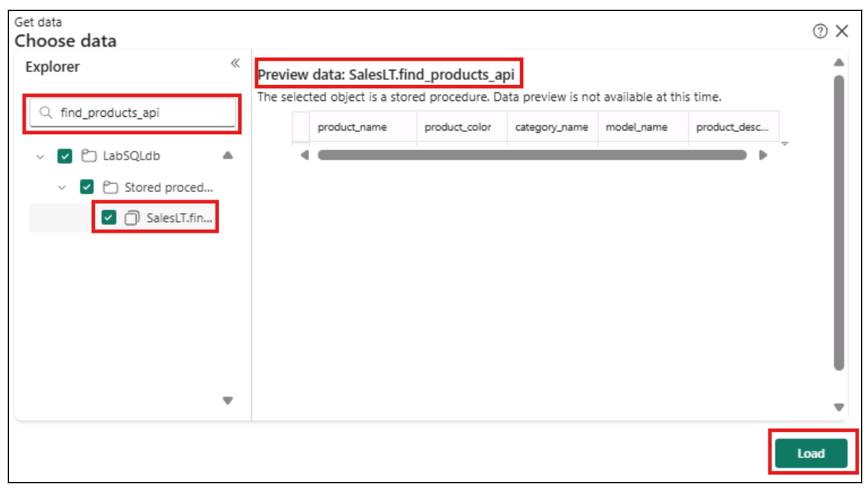 Get data
Choose data
Explorer
find_products_api
LabSQLdb
Stored proced...
SalesLT.fin...
Preview data: SalesLT.find_products_api
The selected object is a stored procedure. Data preview is not available at this time.
product_name product_color category_name model_name product_desc...
Load